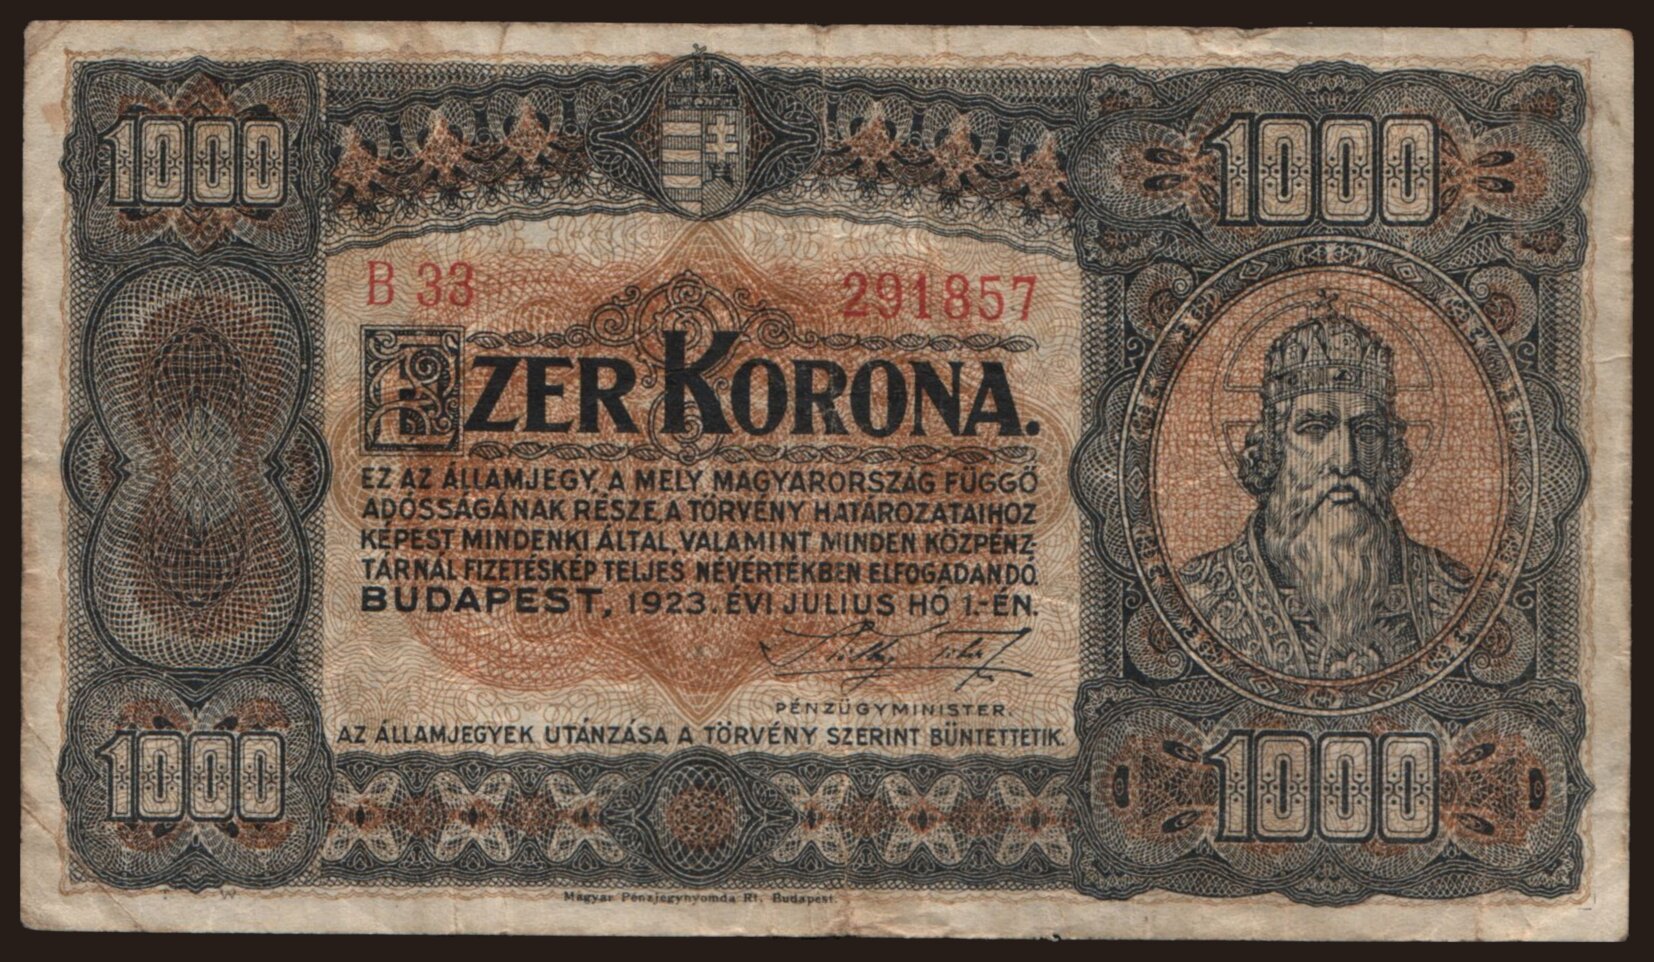 1000 1000
B 33 291857
EZER KORONA.
EZ AZ ÁLLAMJEGY, A MELY MAGYARORSZÁG FÜGGŐ
ADÓSSÁGÁNAK RÉSZE, A TÖRVÉNY HATÁROZATAIHOZ
KÉPEST MINDENKI ÁLTAL, VALAMINT MINDEN KÖZPÉNZ-
TÁRNÁL FIZETÉSKÉP TELJES NÉVÉRTÉKBEN ELFOGADANDÓ.
BUDAPEST, 1923. ÉVI JULIUS HÓ 1.-ÉN.
PÉNZÜGYMINISTER.
AZ ÁLLAMJEGYEK UTÁNZÁSA A TÖRVÉNY SZERINT BÜNTETTETIK.
1000 1000
Magyar Pénzjegynyomda Rt. Budapest.